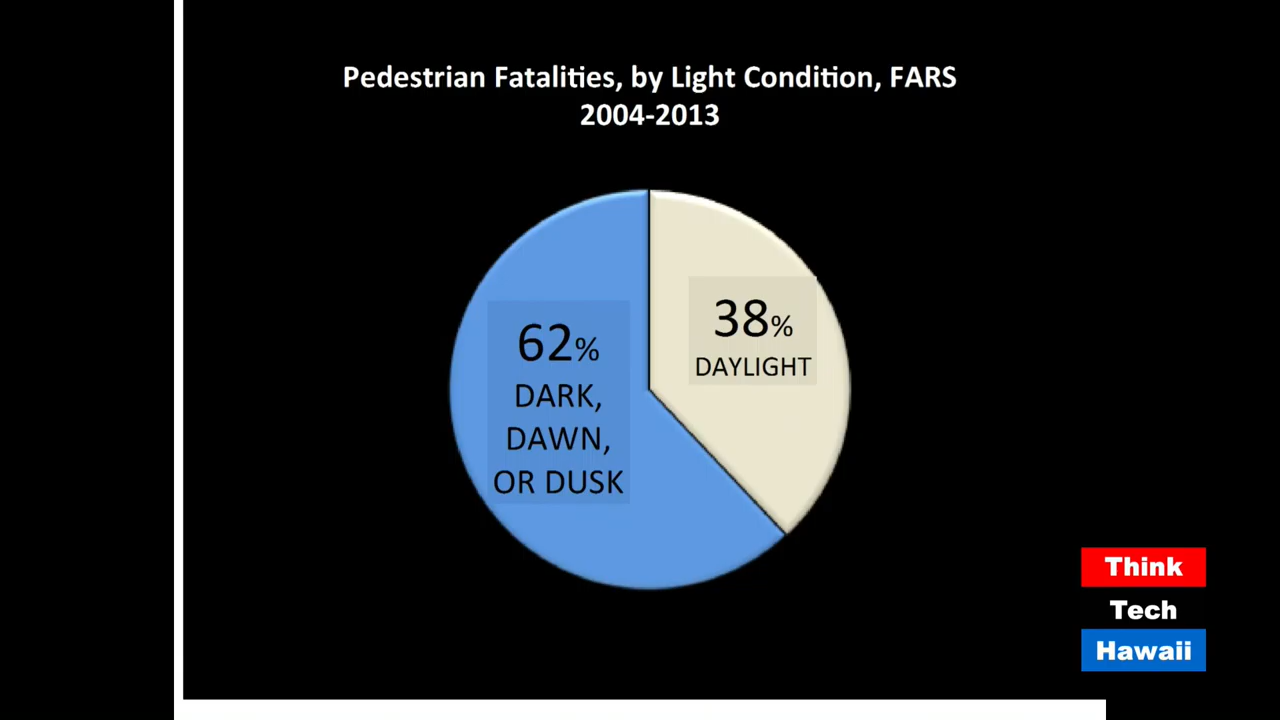 Pedestrian Fatalities, by Light Condition, FARS
2004-2013
62%
DARK,
DAWN,
OR DUSK
38%
DAYLIGHT
Think
Tech
Hawaii